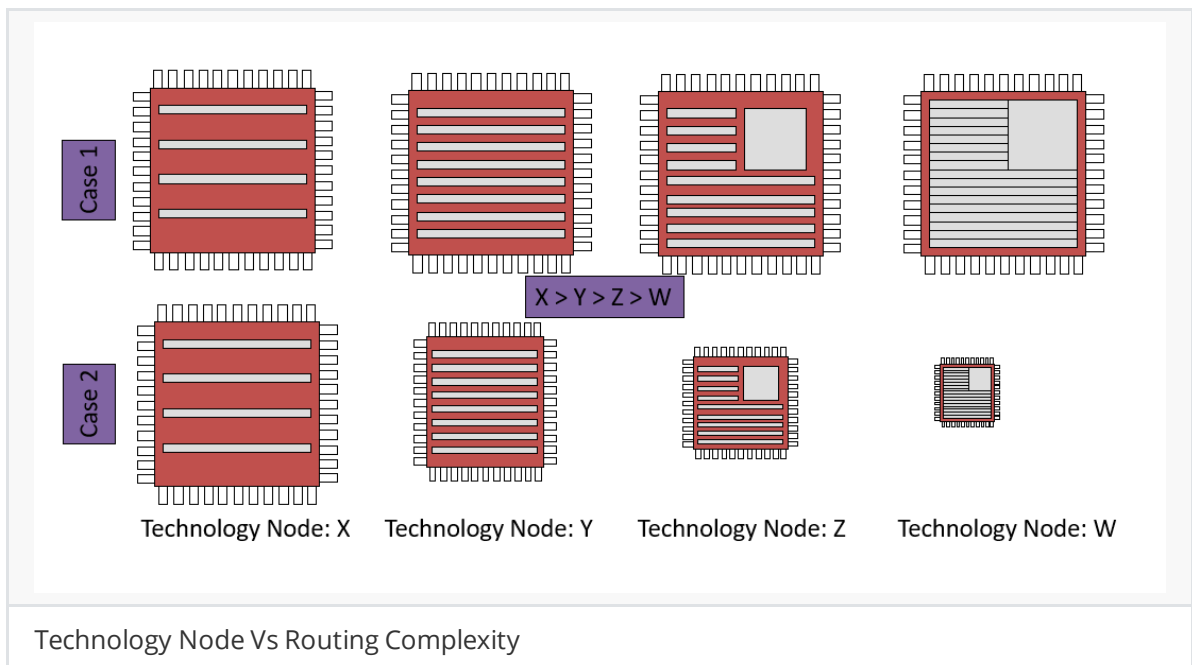 Case 1
X > Y > Z > W
Case 2
Technology Node: X
Technology Node: Y
Technology Node: Z
Technology Node: W
Technology Node Vs Routing Complexity